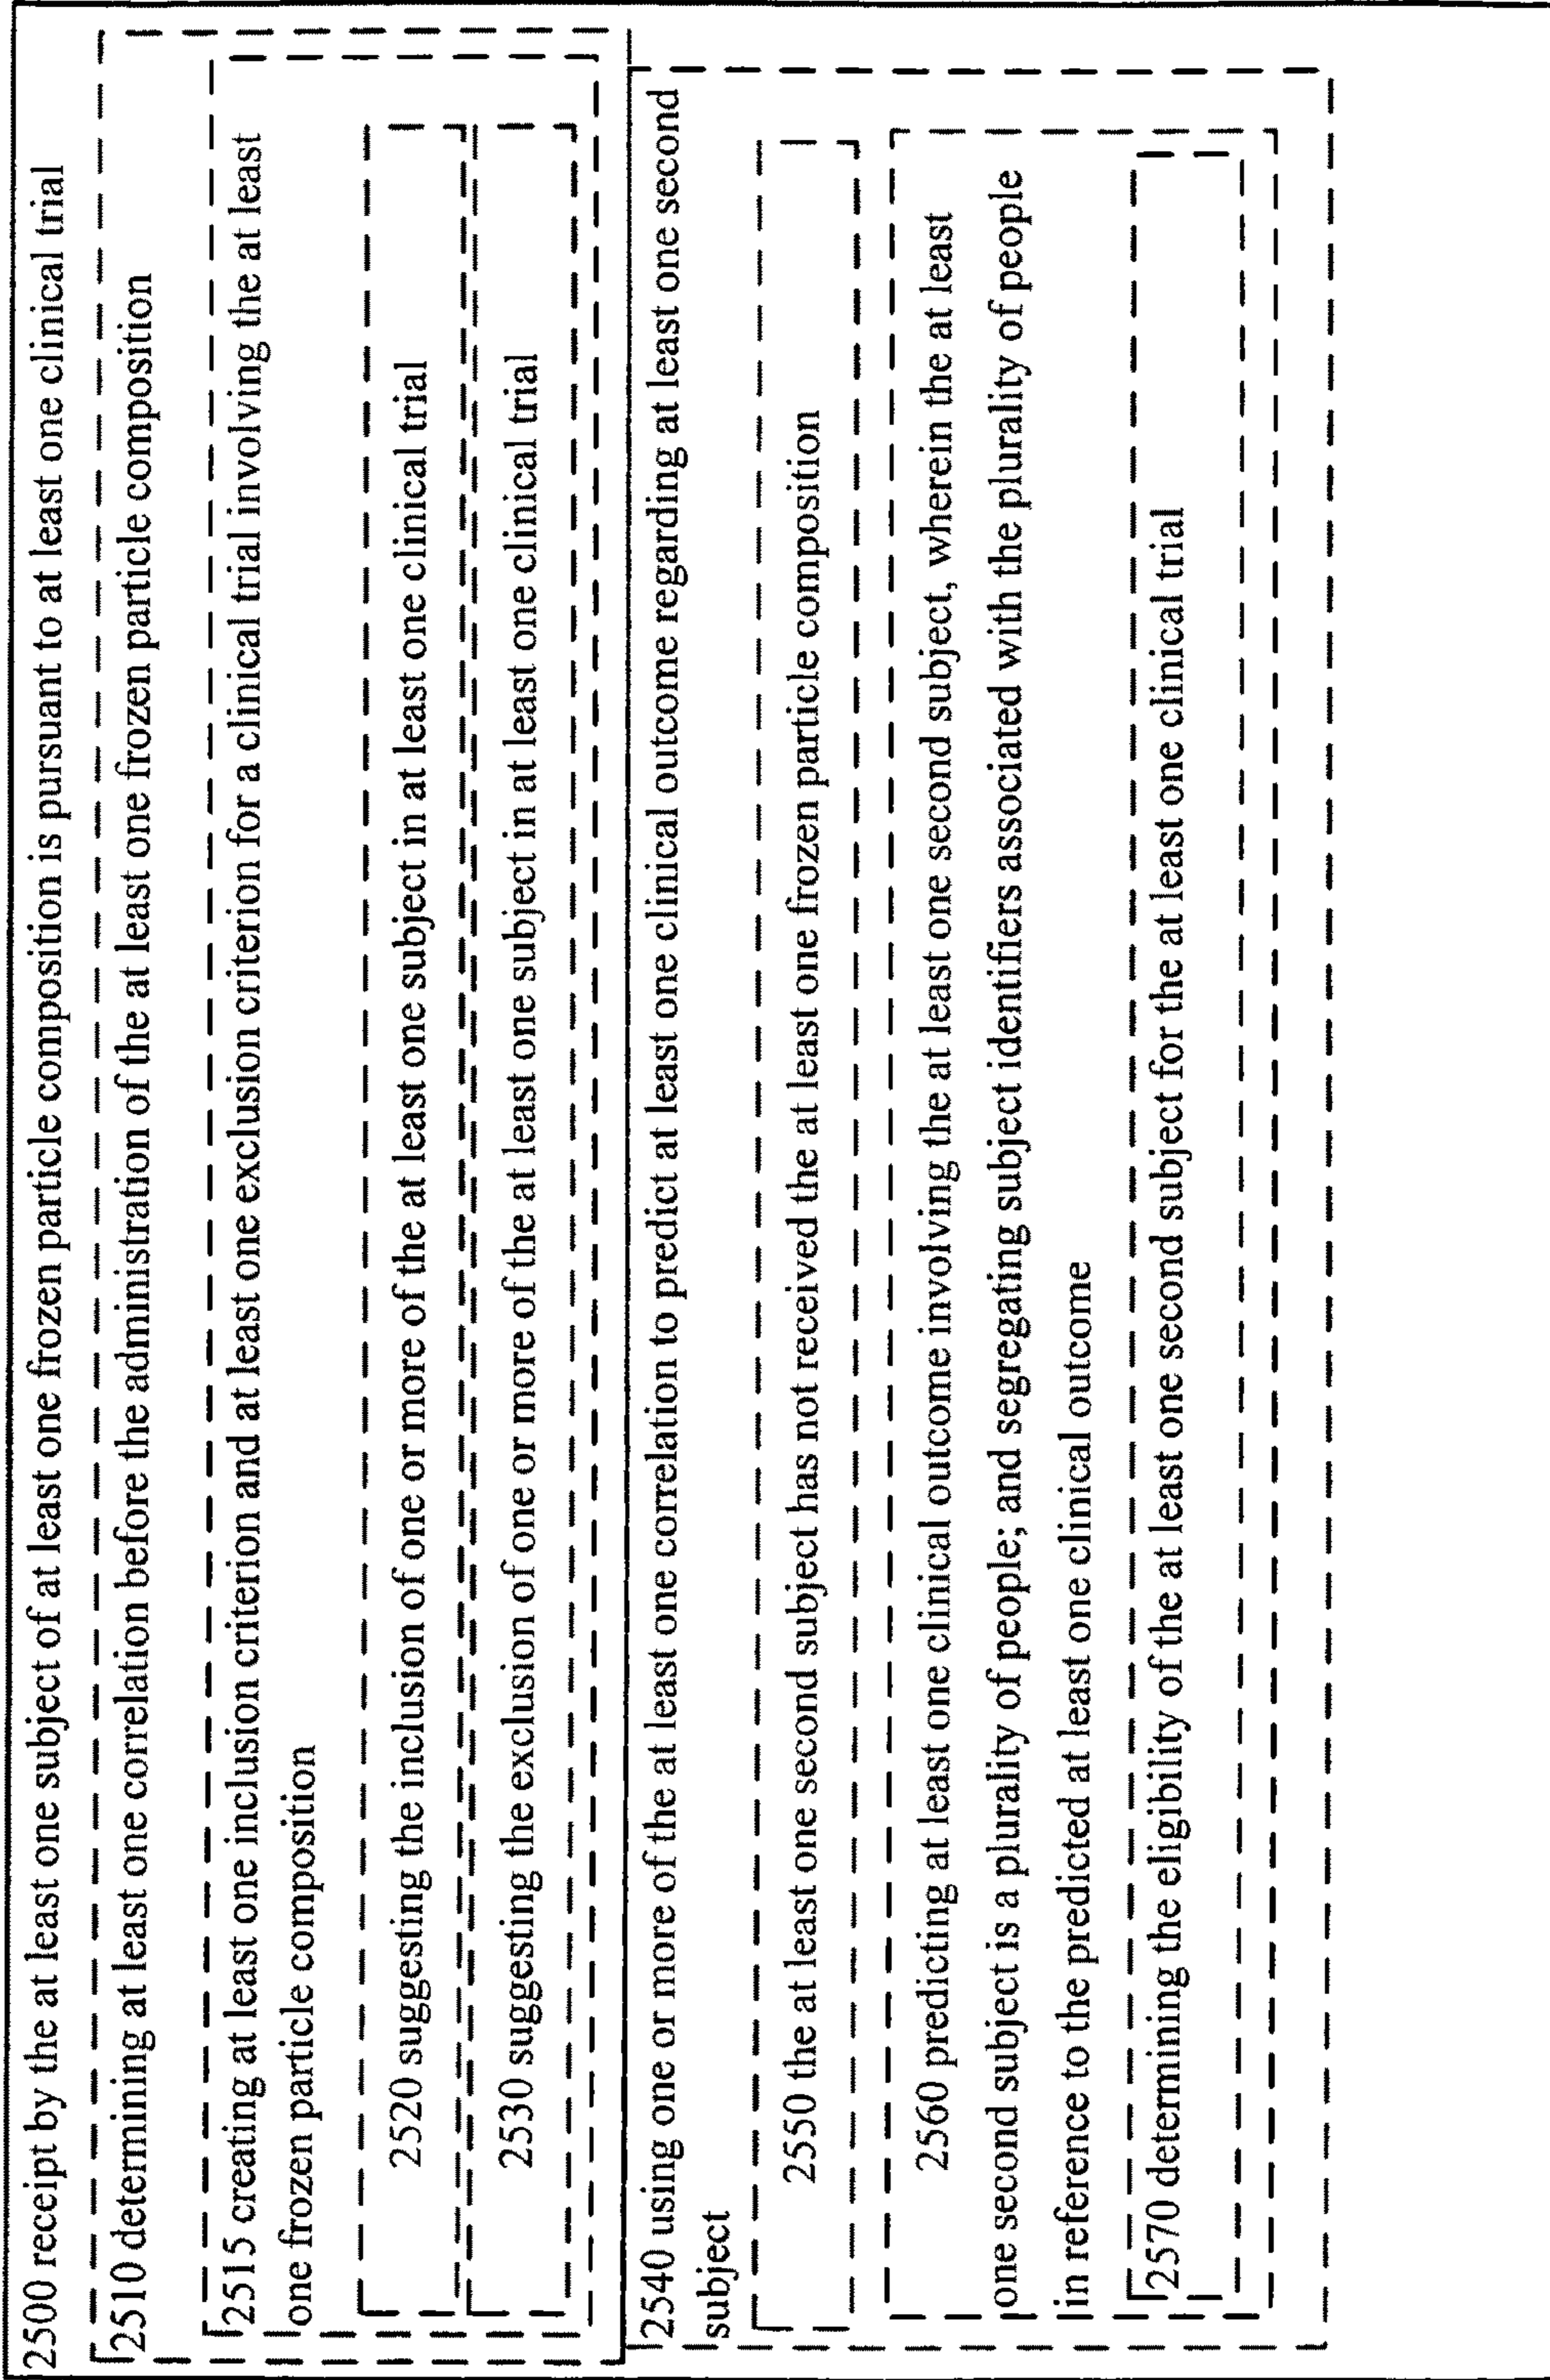 2500 receipt by the at least one subject of at least one frozen particle composition is pursuant to at least one clinical trial
2510 determining at least one correlation before the administration of the at least one frozen particle composition
2515 creating at least one inclusion criterion and at least one exclusion criterion for a clinical trial involving the at least
one frozen particle composition
2520 suggesting the inclusion of one or more of the at least one subject in at least one clinical trial
2530 suggesting the exclusion of one or more of the at least one subject in at least one clinical trial
2540 using one or more of the at least one correlation to predict at least one clinical outcome regarding at least one second
subject
2550 the at least one second subject has not received the at least one frozen particle composition
2560 predicting at least one clinical outcome involving the at least one second subject, wherein the at least
one second subject is a plurality of people; and segregating subject identifiers associated with the plurality of people
in reference to the predicted at least one clinical outcome
2570 determining the eligibility of the at least one second subject for the at least one clinical trial